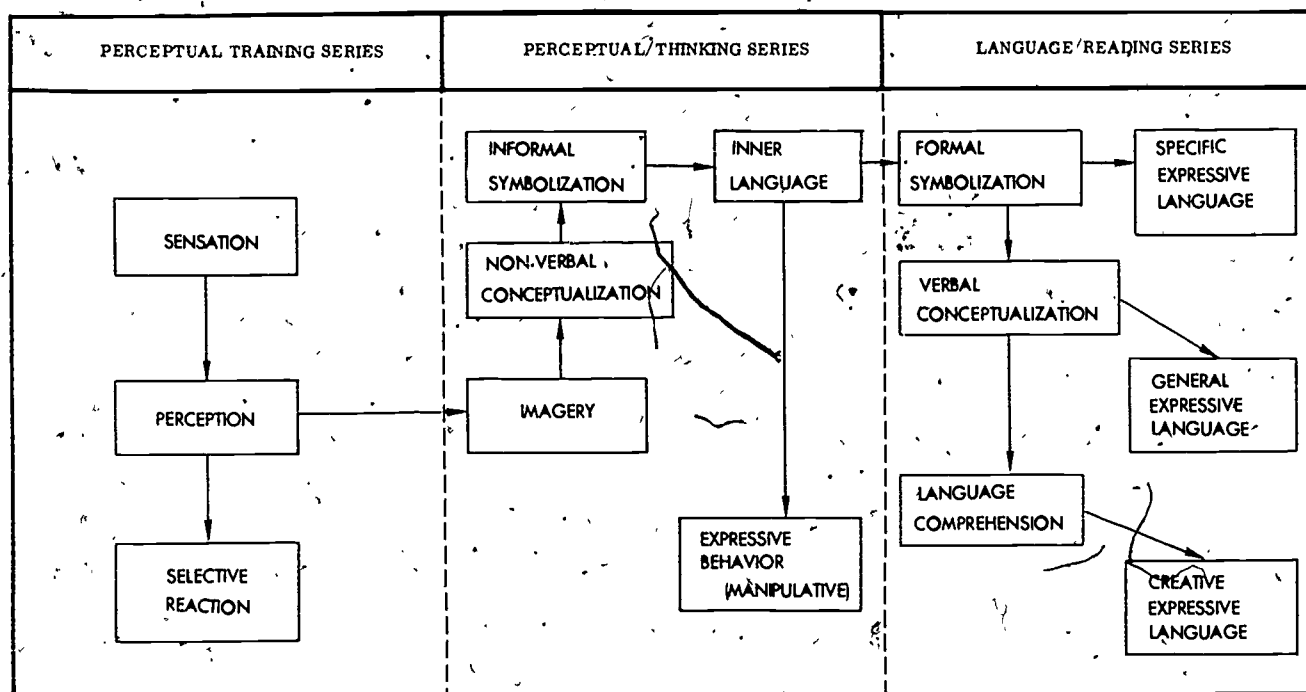 PERCEPTUAL TRAINING SERIES
PERCEPTUAL/THINKING SERIES
LANGUAGE/READING SERIES
SENSATION
PERCEPTION
SELECTIVE
REACTION
INFORMAL
SYMBOLIZATION
INNER
LANGUAGE
NON-VERBAL
CONCEPTUALIZATION
IMAGERY
EXPRESSIVE
BEHAVIOR
(MANIPULATIVE)
FORMAL
SYMBOLIZATION
SPECIFIC
EXPRESSIVE
LANGUAGE
VERBAL
CONCEPTUALIZATION
GENERAL
EXPRESSIVE
LANGUAGE
LANGUAGE
COMPREHENSION
CREATIVE
EXPRESSIVE
LANGUAGE